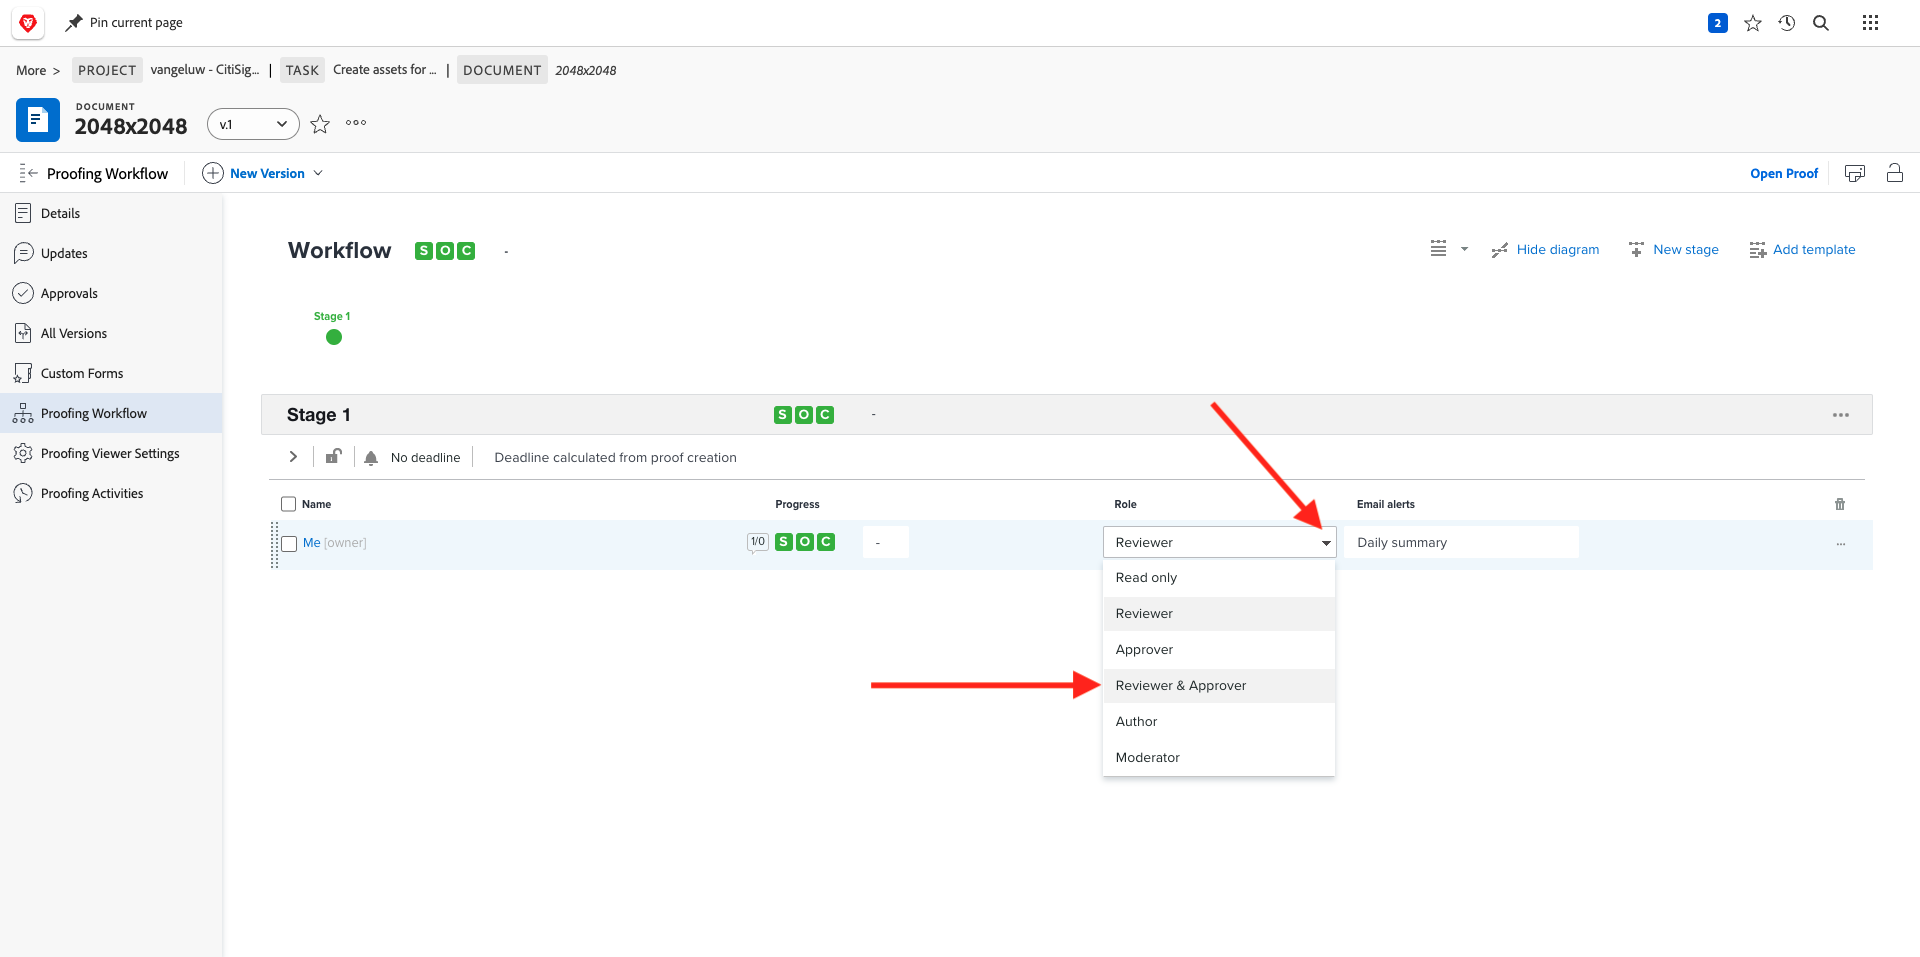 Pin current page
2
More >
PROJECT
vangeluw - CitiSig...
|
TASK
Create assets for ...
|
DOCUMENT
2048x2048
DOCUMENT
2048x2048
v.1
Proofing Workflow
New Version
Open Proof
Details
Updates
Approvals
All Versions
Custom Forms
Proofing Workflow
Proofing Viewer Settings
Proofing Activities
Workflow
S O C
-
Hide diagram
New stage
Add template
Stage 1
Stage 1
S O C
-
No deadline
Deadline calculated from proof creation
Name
Progress
Role
Email alerts
Me [owner]
1/0
S O C
-
Reviewer
Daily summary
Read only
Reviewer
Approver
Reviewer & Approver
Author
Moderator